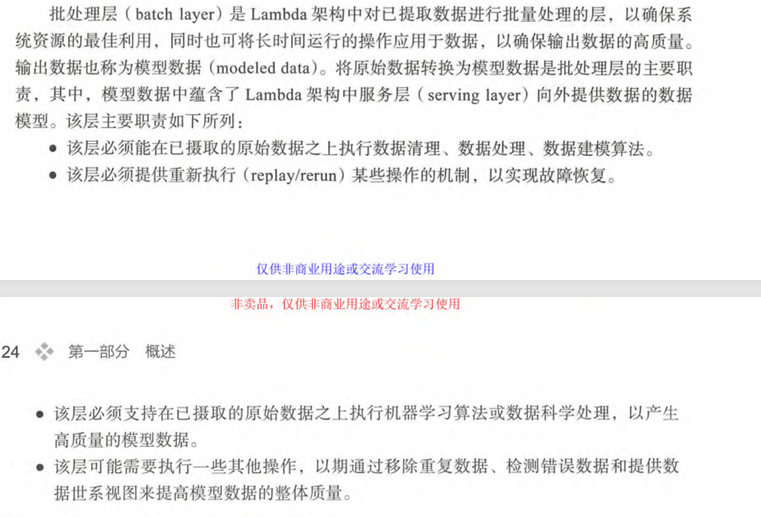 批处理层（batch layer）是 Lambda 架构中对已提取数据进行批量处理的层，以确保系
统资源的最佳利用，同时也可将长时间运行的操作应用于数据，以确保输出数据的高质量。
输出数据也称为模型数据（modeled data）。将原始数据转换为模型数据是批处理层的主要职
责，其中，模型数据中蕴含了 Lambda 架构中服务层（serving layer）向外提供数据的数据
模型。该层主要职责如下所列：
● 该层必须能在已摄取的原始数据之上执行数据清理、数据处理、数据建模算法。
● 该层必须提供重新执行（replay/rerun）某些操作的机制，以实现故障恢复。
仅供非商业用途或交流学习使用
非卖品，仅供非商业用途或交流学习使用
24 第一部分 概述
● 该层必须支持在已摄取的原始数据之上执行机器学习算法或数据科学处理，以产生
高质量的模型数据。
● 该层可能需要执行一些其他操作，以期通过移除重复数据、检测错误数据和提供数
据世系视图来提高模型数据的整体质量。